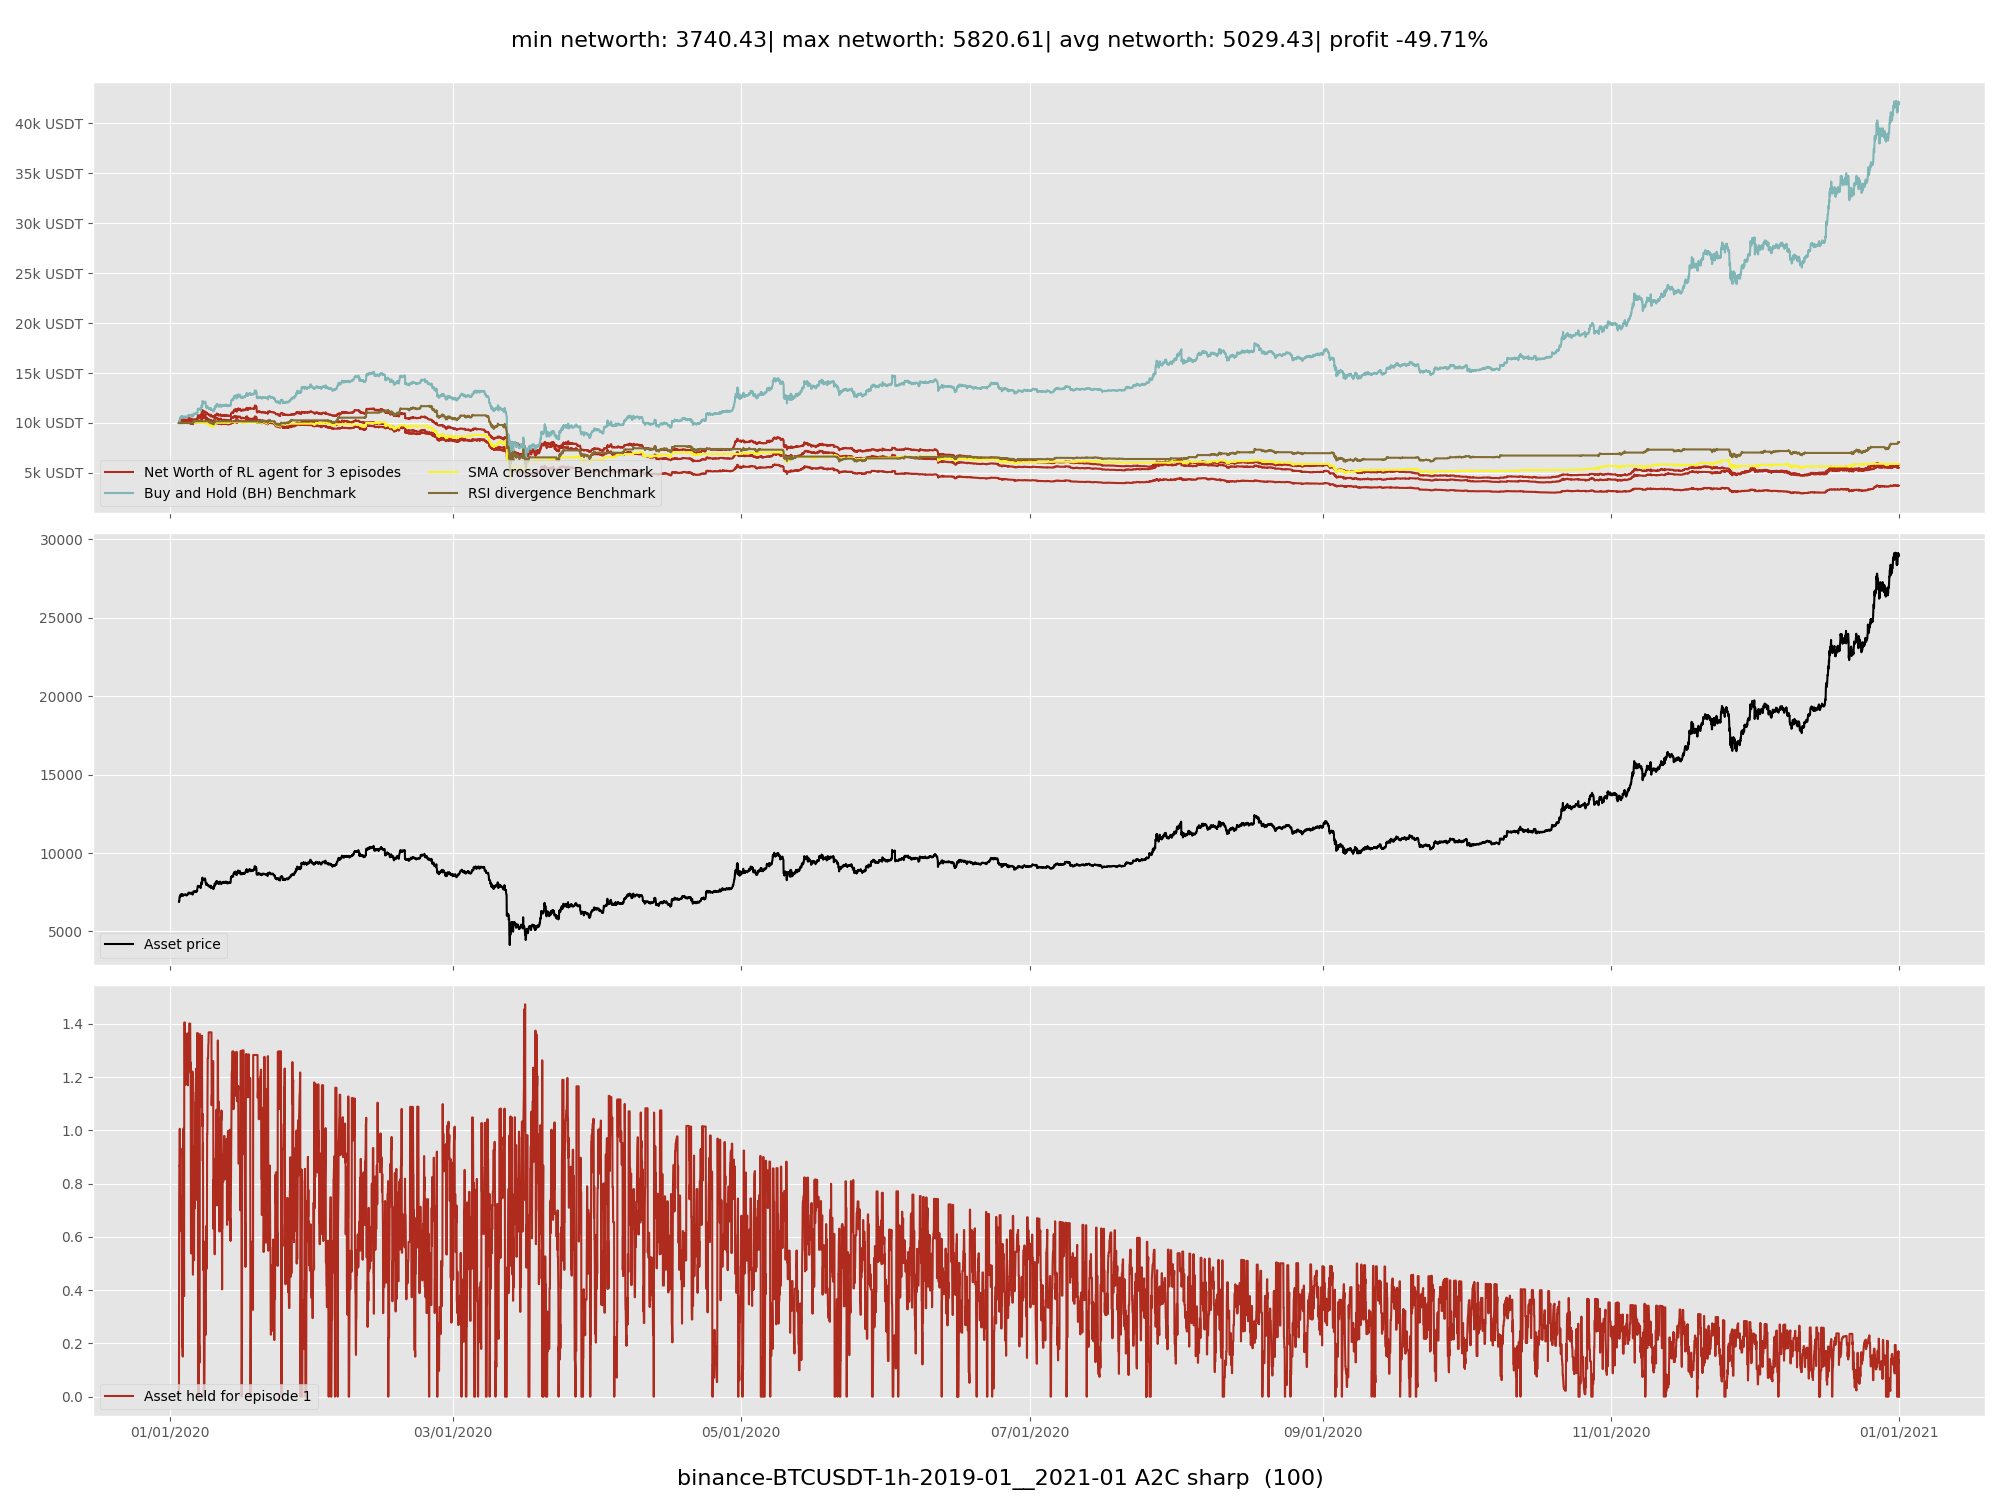 min networth: 3740.43| max networth: 5820.61| avg networth: 5029.43| profit -49.71%
40k USDT
35k USDT
30k USDT
25k USDT
20k USDT
15k USDT
10k USDT
5k USDT
Net Worth of RL agent for 3 episodes
Buy and Hold (BH) Benchmark
SMA crossover Benchmark
RSI divergence Benchmark
30000
25000
20000
15000
10000
5000
Asset price
1.4
1.2
1.0
0.8
0.6
0.4
0.2
0.0
Asset held for episode 1
01/01/2020 03/01/2020 05/01/2020 07/01/2020 09/01/2020 11/01/2020 01/01/2021
binance-BTCUSDT-1h-2019-01__2021-01 A2C sharp  (100)